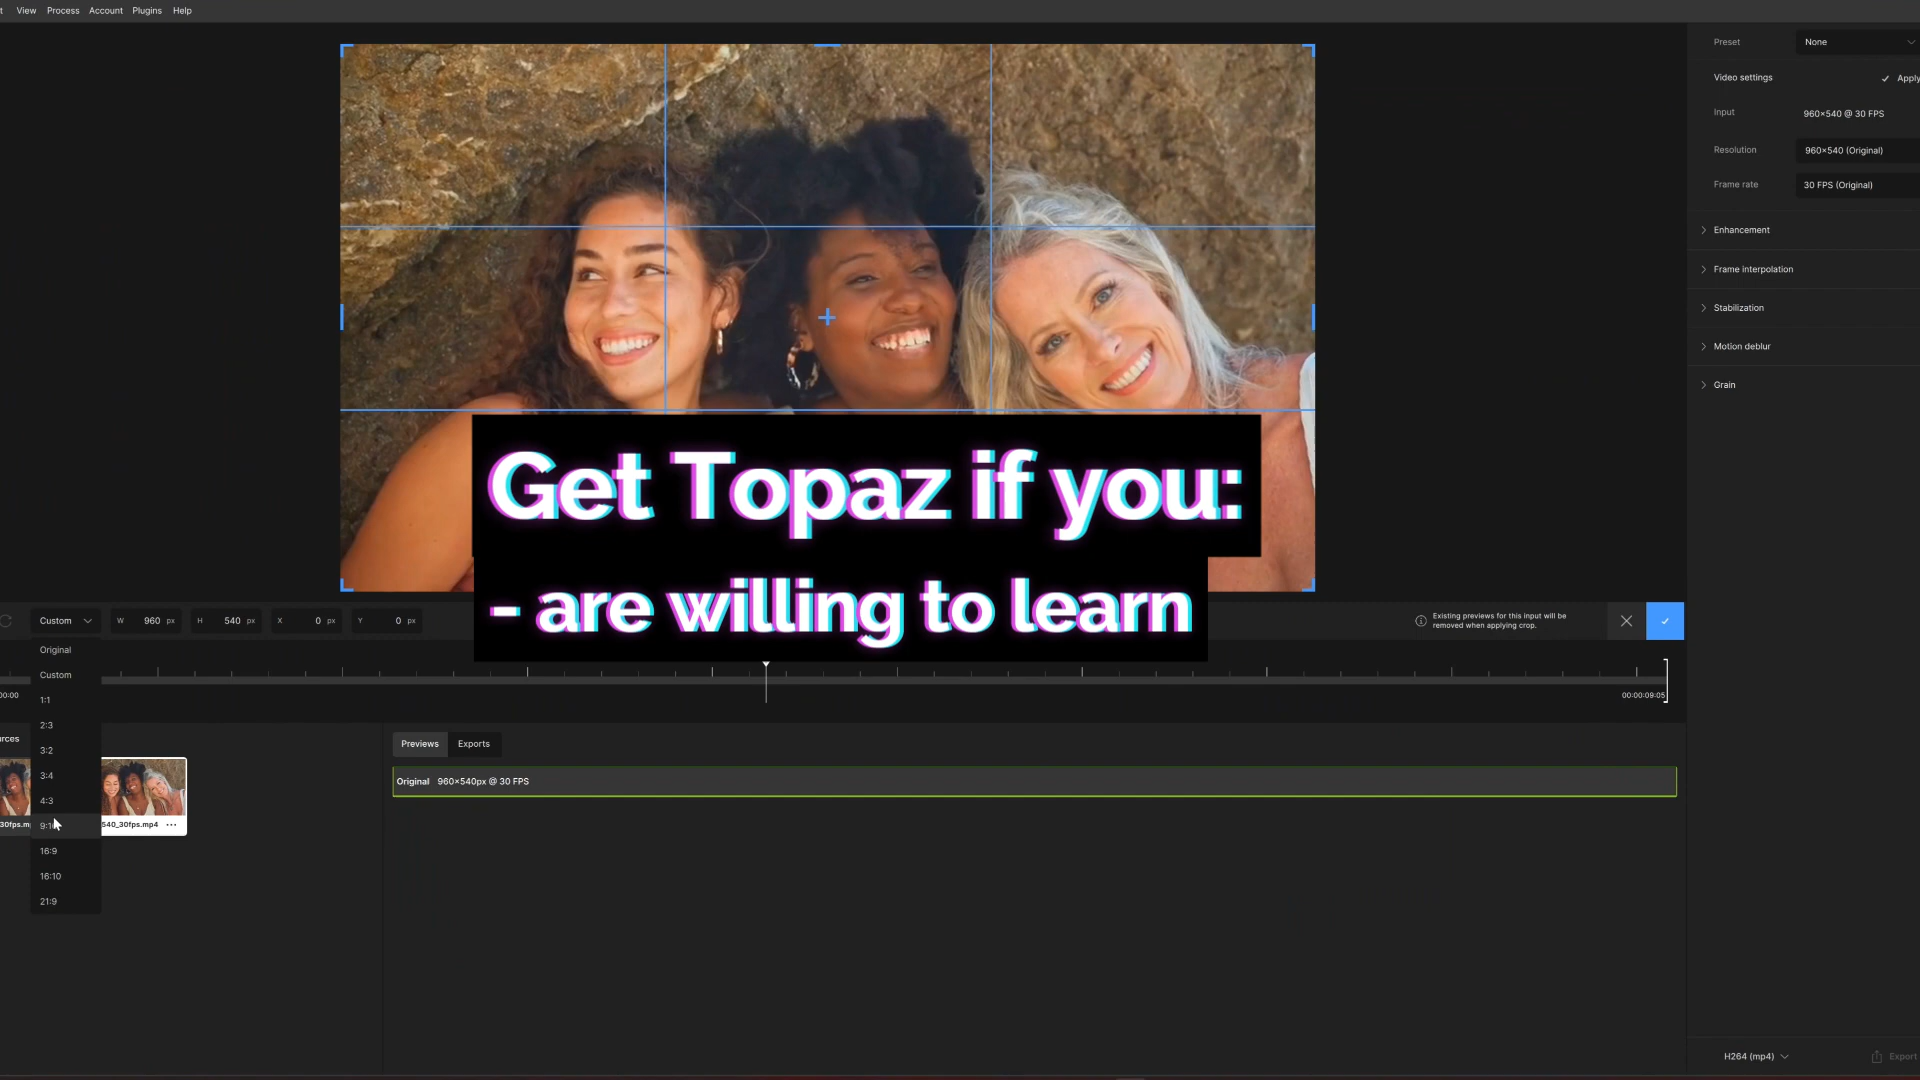 View Process Account Plugins Help
Preset None
Video settings Apply
Input 960×540 @ 30 FPS
Resolution 960×540 (Original)
Frame rate 30 FPS (Original)
Enhancement
Frame interpolation
Stabilization
Motion deblur
Grain
Get Topaz if you:
- are willing to learn
Custom W 960 px H 540 px X 0 px Y 0 px
Existing previews for this input will be
removed when applying crop.
Original
Custom
1:1
2:3
3:2
3:4
4:3
16:9
16:10
21:9
00:00:09:05
Previews Exports
Original 960×540px @ 30 FPS
540_30fps.mp4 ...
H264 (mp4) Export